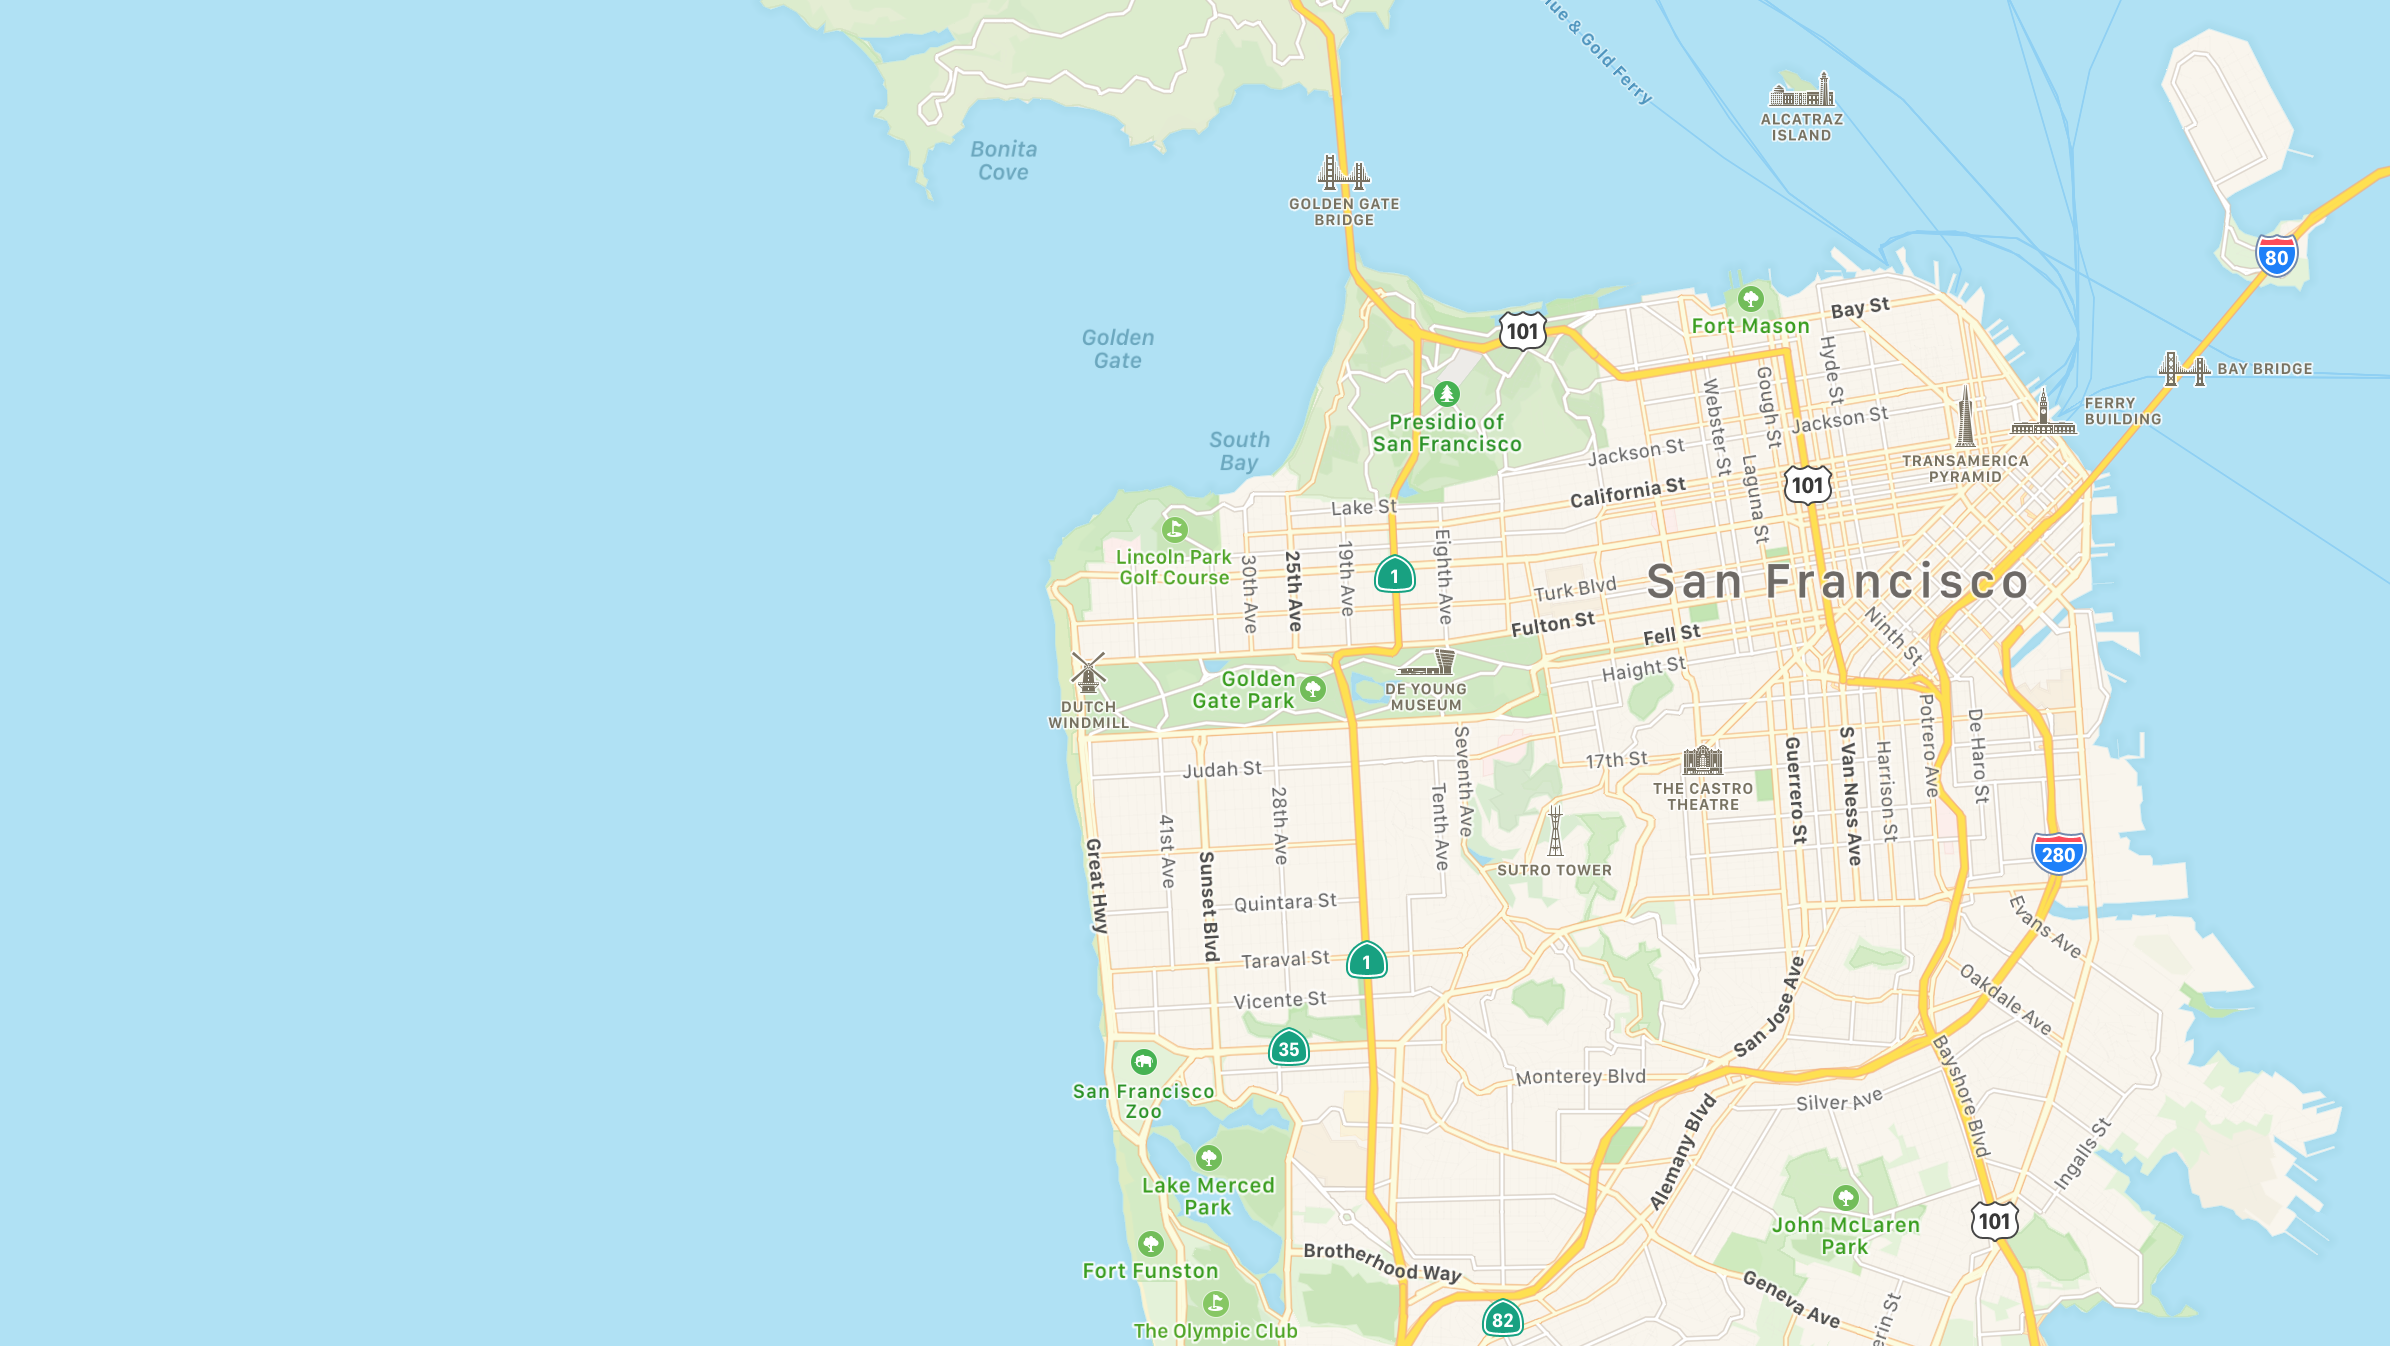 Blue & Gold Ferry
ALCATRAZ
ISLAND
Bonita
Cove
GOLDEN GATE
BRIDGE
80
Golden
Gate
101
Fort Mason
Bay St
Hyde St
Gough St
Webster St
Laguna St
BAY BRIDGE
FERRY
BUILDING
Presidio of
San Francisco
Jackson St
Jackson St
South
Bay
TRANSAMERICA
PYRAMID
101
California St
Lake St
Lincoln Park
Golf Course
30th Ave
25th Ave
19th Ave
1
Eighth Ave
Turk Blvd
San Francisco
Fulton St
Fell St
Ninth St
Haight St
Golden
Gate Park
DE YOUNG
MUSEUM
DUTCH
WINDMILL
Potrero Ave
De Haro St
Judah St
Seventh Ave
17th St
THE CASTRO
THEATRE
Guerrero St
S Van Ness Ave
Harrison St
28th Ave
Tenth Ave
41st Ave
Great Hwy
Sunset Blvd
SUTRO TOWER
280
Quintara St
Evans Ave
Taraval St
1
Oakdale Ave
San Jose Ave
Vicente St
35
San Francisco
Zoo
Monterey Blvd
Silver Ave
Bayshore Blvd
Alemany Blvd
Ingalls St
Lake Merced
Park
John McLaren
Park
101
Fort Funston
Brotherhood Way
Geneva Ave
The Olympic Club
82